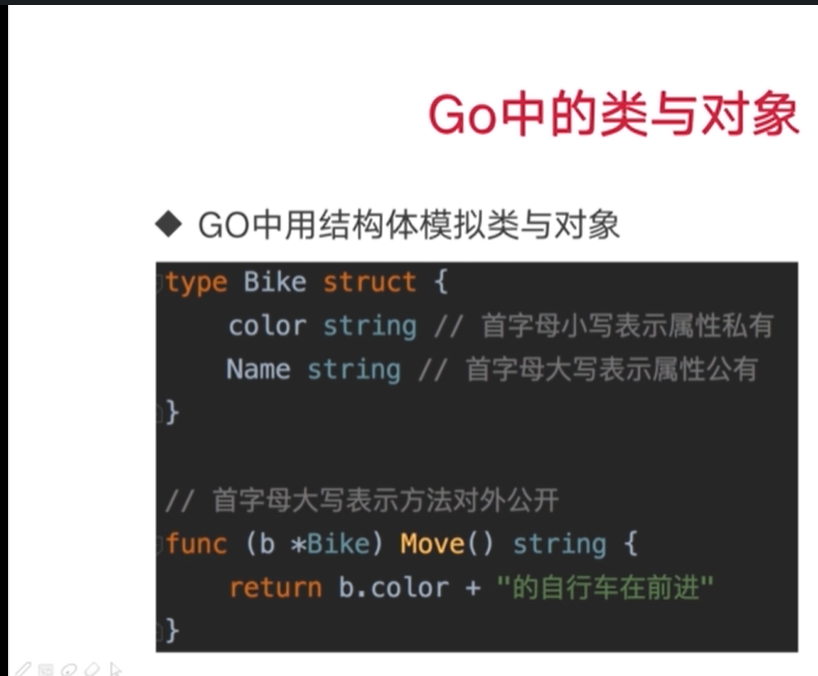 Go中的类与对象
◆ GO中用结构体模拟类与对象
type Bike struct {
    color string // 首字母小写表示属性私有
    Name string // 首字母大写表示属性公有
}
// 首字母大写表示方法对外公开
func (b *Bike) Move() string {
    return b.color + "的自行车在前进"
}